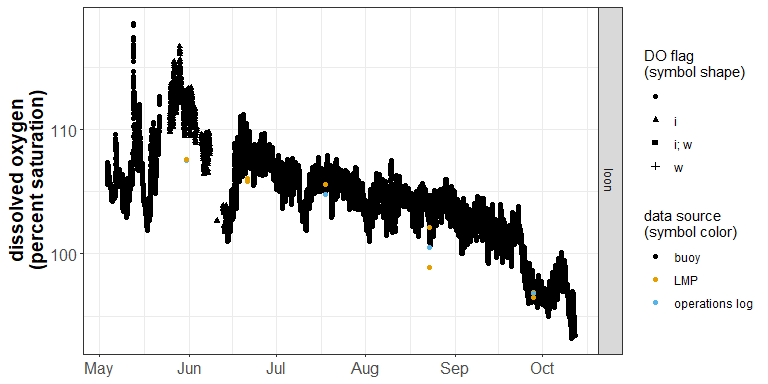 dissolved oxygen
(percent saturation)
110
100
May
Jun
Jul
Aug
Sep
Oct
loon
DO flag
(symbol shape)
i
i; w
w
data source
(symbol color)
buoy
LMP
operations log